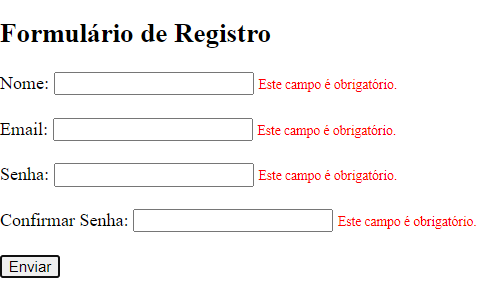 Formulário de Registro
Nome: Este campo é obrigatório.
Email: Este campo é obrigatório.
Senha: Este campo é obrigatório.
Confirmar Senha: Este campo é obrigatório.
Enviar